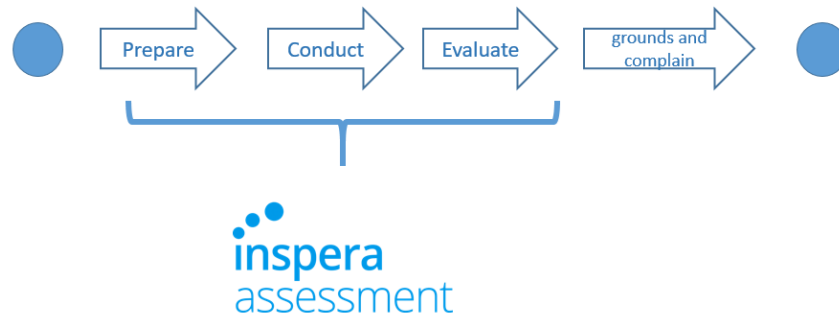 Prepare
Conduct
Evaluate
grounds and
complain
inspera
assessment